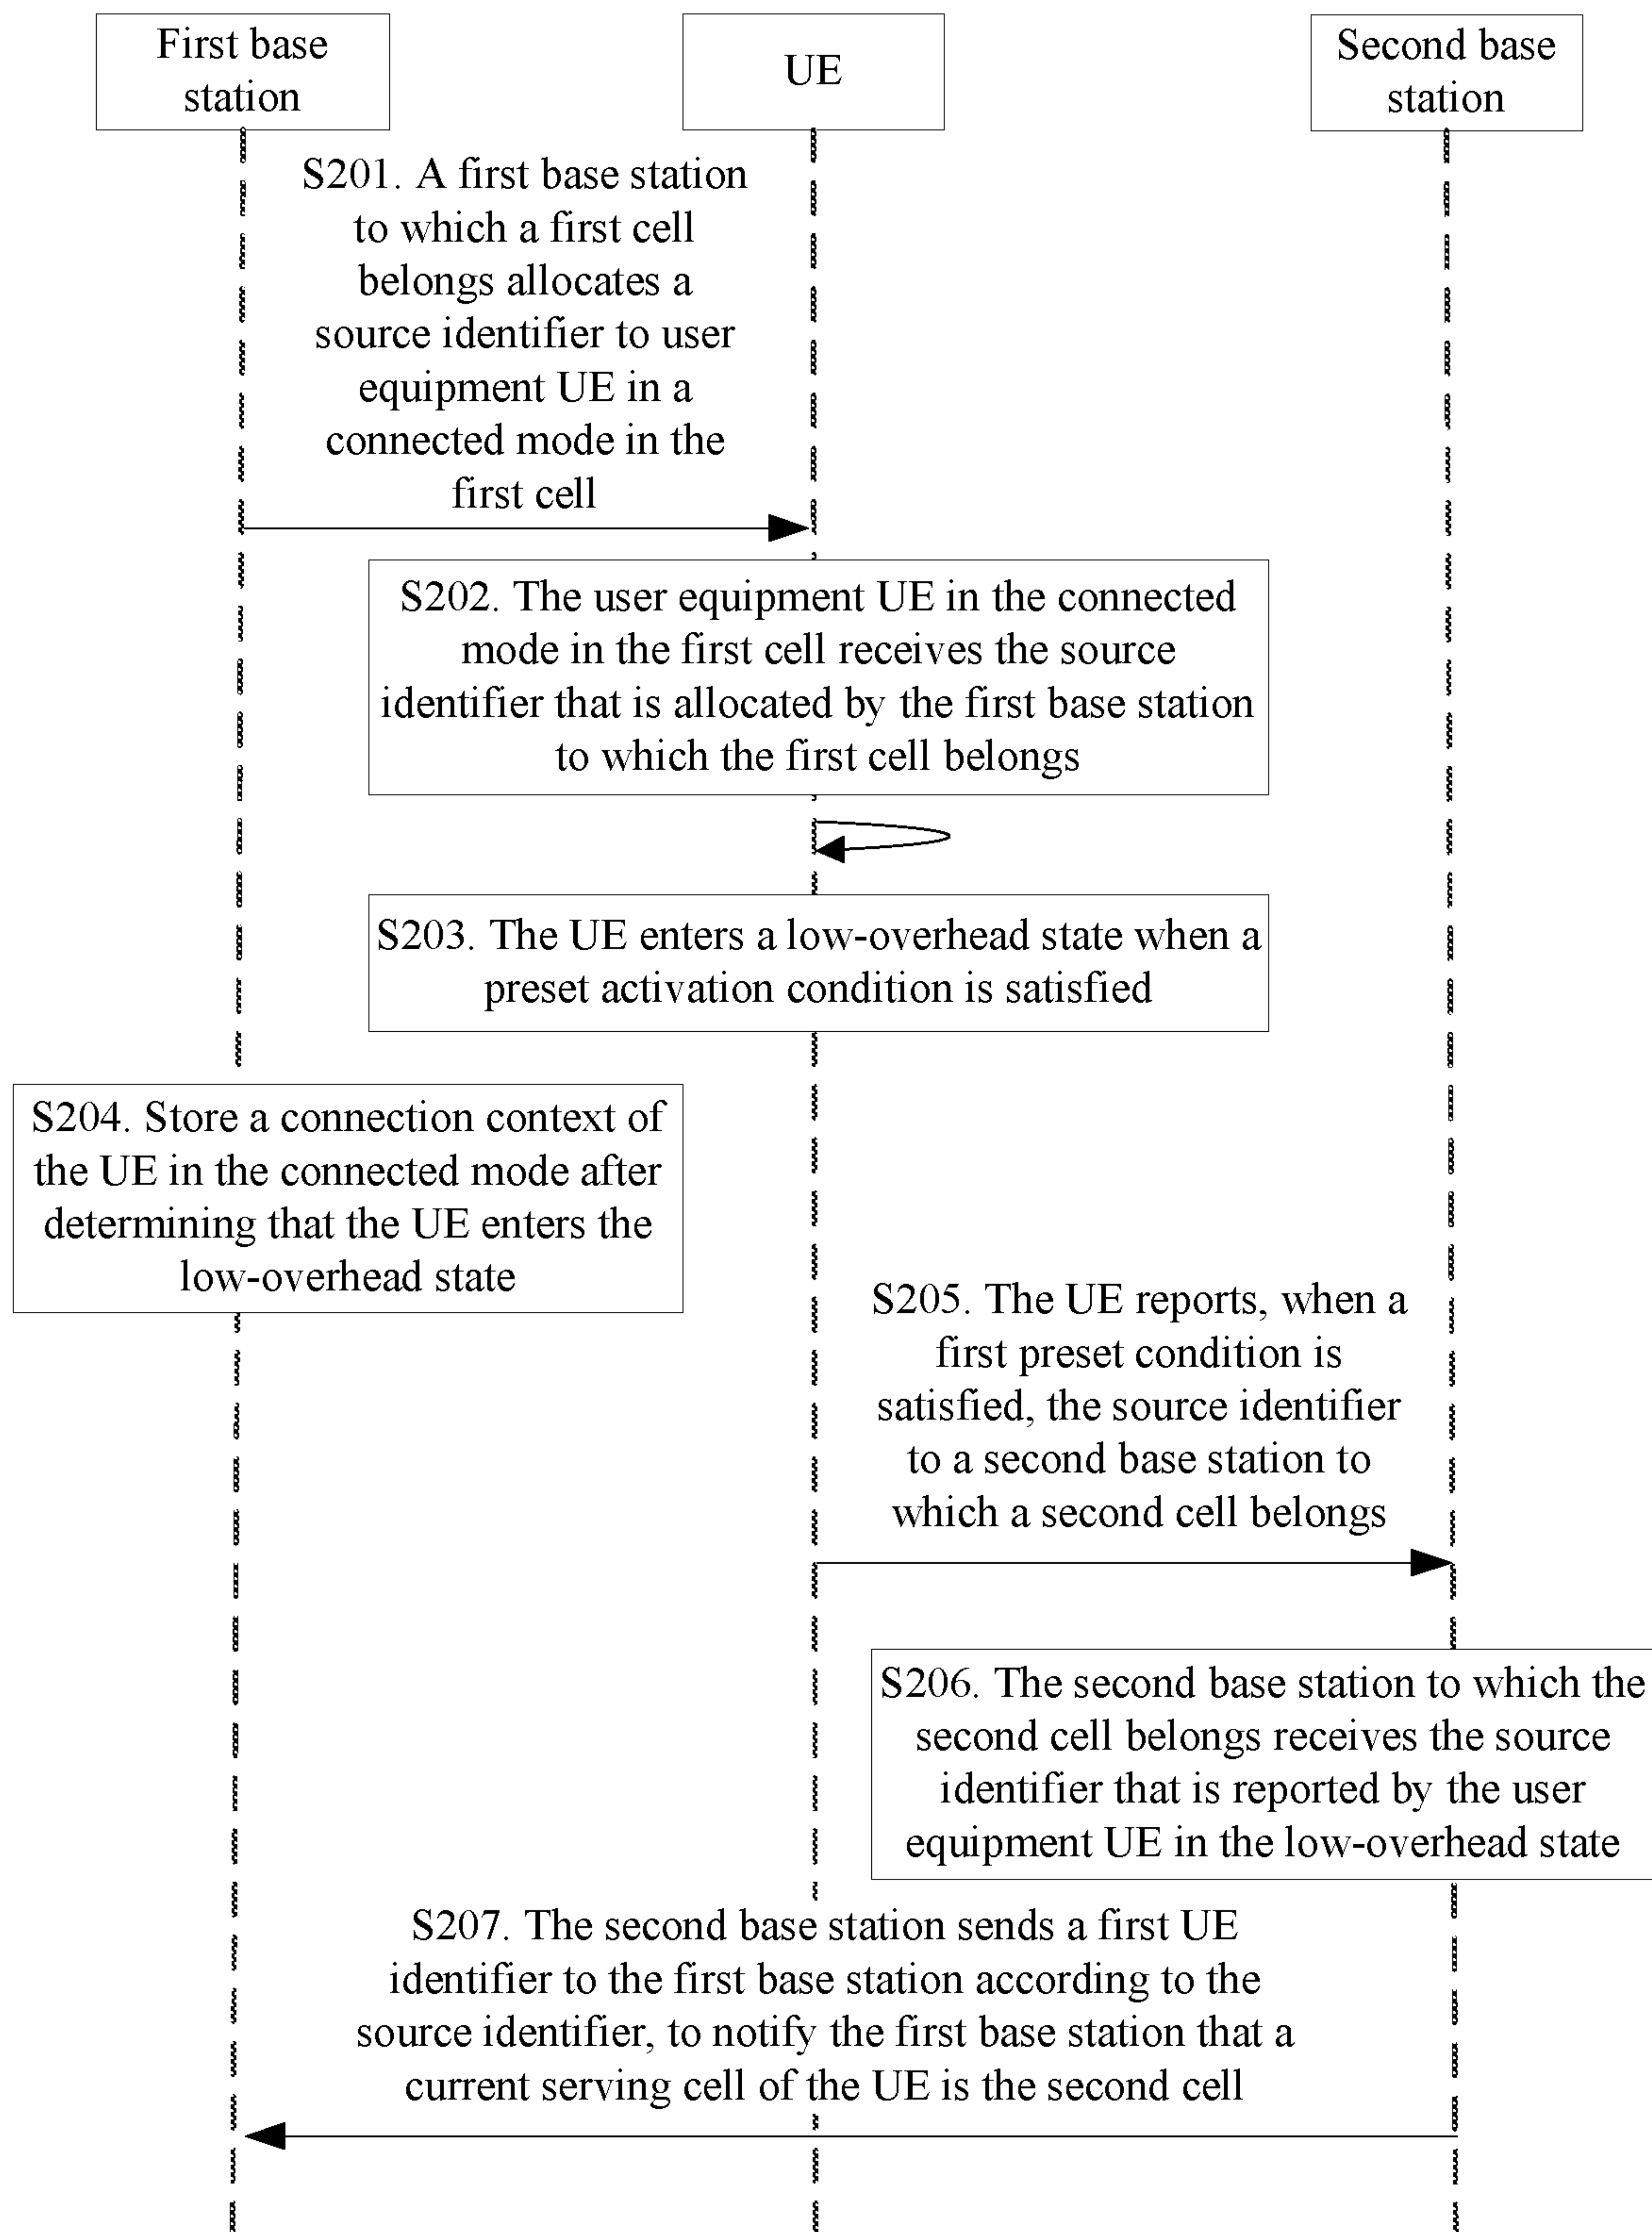 First base
station
UE
Second base
station
S201. A first base station
to which a first cell
belongs allocates a
source identifier to user
equipment UE in a
connected mode in the
first cell
S202. The user equipment UE in the connected
mode in the first cell receives the source
identifier that is allocated by the first base station
to which the first cell belongs
S203. The UE enters a low-overhead state when a
preset activation condition is satisfied
S204. Store a connection context of
the UE in the connected mode after
determining that the UE enters the
low-overhead state
S205. The UE reports, when a
first preset condition is
satisfied, the source identifier
to a second base station to
which a second cell belongs
S206. The second base station to which the
second cell belongs receives the source
identifier that is reported by the user
equipment UE in the low-overhead state
S207. The second base station sends a first UE
identifier to the first base station according to the
source identifier, to notify the first base station that a
current serving cell of the UE is the second cell